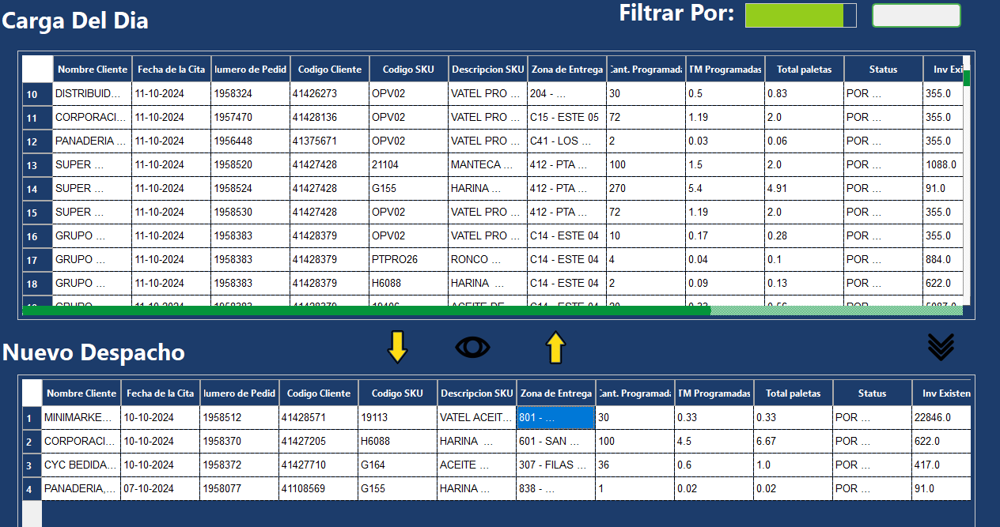 Carga Del Dia
Filtrar Por:
Nombre Cliente Fecha de la Cita lumero de Pedid Codigo Cliente Codigo SKU Descripcion SKU Zona de Entrega Cant. Programada TM Programadas Total paletas Status Inv Exi
10 DISTRIBUID... 11-10-2024 1958324 41426273 OPV02 VATEL PRO ... 204 - ... 30 0.5 0.83 POR ... 355.0
11 CORPORACI... 11-10-2024 1957470 41428136 OPV02 VATEL PRO ... C15 - ESTE 05 72 1.19 2.0 POR ... 355.0
12 PANADERIA ... 11-10-2024 1956448 41375671 OPV02 VATEL PRO ... C41 - LOS ... 2 0.03 0.06 POR ... 355.0
13 SUPER ... 11-10-2024 1958520 41427428 21104 MANTECA ... 412 - PTA ... 100 1.5 2.0 POR ... 1088.0
14 SUPER ... 11-10-2024 1958524 41427428 G155 HARINA ... 412 - PTA ... 270 5.4 4.91 POR ... 91.0
15 SUPER ... 11-10-2024 1958530 41427428 OPV02 VATEL PRO ... 412 - PTA ... 72 1.19 2.0 POR ... 355.0
16 GRUPO ... 11-10-2024 1958383 41428379 OPV02 VATEL PRO ... C14 - ESTE 04 10 0.17 0.28 POR ... 355.0
17 GRUPO ... 11-10-2024 1958383 41428379 PTPRO26 RONCO ... C14 - ESTE 04 4 0.04 0.1 POR ... 884.0
18 GRUPO ... 11-10-2024 1958383 41428379 H6088 HARINA ... C14 - ESTE 04 2 0.09 0.13 POR ... 622.0
Nuevo Despacho
Nombre Cliente Fecha de la Cita lumero de Pedid Codigo Cliente Codigo SKU Descripcion SKU Zona de Entrega Cant. Programada TM Programadas Total paletas Status Inv Existen
1 MINIMARKE... 10-10-2024 1958512 41428571 19113 VATEL ACEIT... 801 - ... 30 0.33 0.33 POR ... 22846.0
2 CORPORACI... 10-10-2024 1958370 41427205 H6088 HARINA ... 601 - SAN ... 100 4.5 6.67 POR ... 622.0
3 CYC BEDIDA... 10-10-2024 1958372 41427710 G164 ACEITE ... 307 - FILAS ... 36 0.6 1.0 POR ... 417.0
4 PANADERIA,... 07-10-2024 1958077 41108569 G155 HARINA ... 838 - ... 1 0.02 0.02 POR ... 91.0